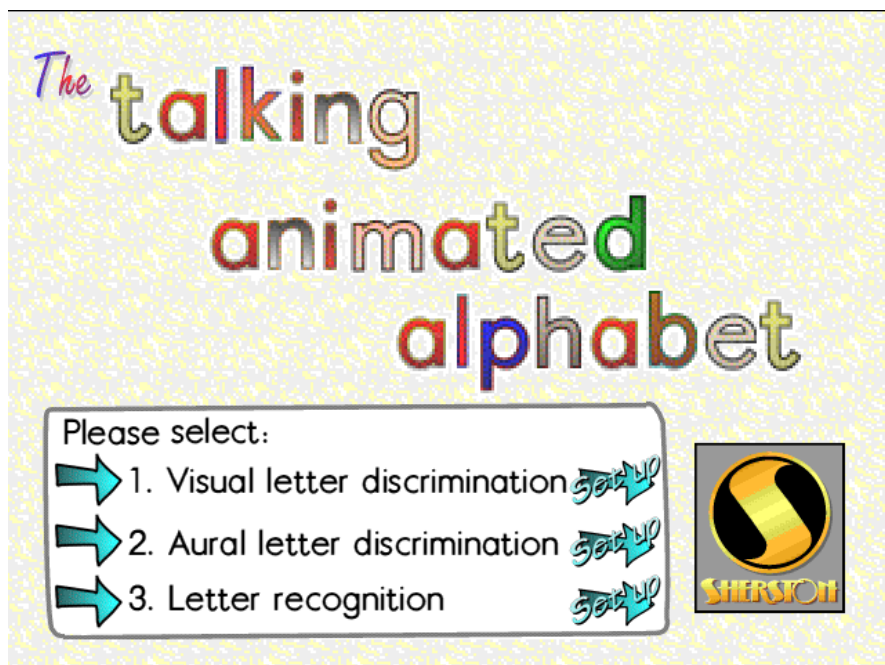 The talking
animated
alphabet
Please select:
1. Visual letter discrimination Set up
2. Aural letter discrimination Set up
3. Letter recognition Set up
SHERSTON